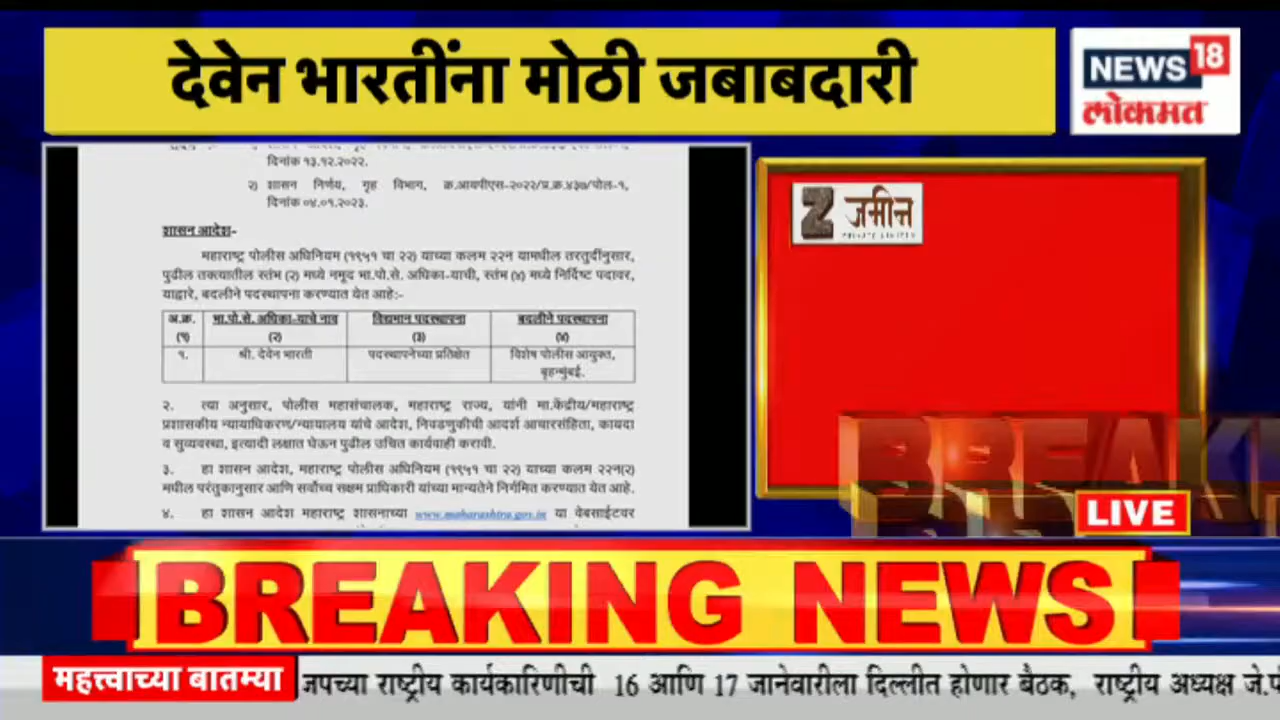 देवेन भारतींना मोठी जबाबदारी
NEWS 18
लोकमत
दिनांक १३.१२.२०२२.
२) शासन निर्णय, गृह विभाग, क्र.आयपीएस-२०२२/प्र.क्र.४३७/पोल-१,
दिनांक ०४.०१.२०२३.
शासन आदेश-
महाराष्ट्र पोलीस अधिनियम (१९५१ चा २२) याच्या कलम २२न यामधील तरतुदींनुसार,
पुढील तक्त्यातील स्तंभ (२) मध्ये नमूद भा.पो.से. अधिका-याची, स्तंभ (४) मध्ये निर्दिष्ट पदावर,
याद्वारे, बदलीने पदस्थापना करण्यात येत आहे:-
अ.क्र. भा.पो.से. अधिका-याचे नाव विद्यमान पदस्थापना बदलीने पदस्थापना
(१) (२) (३) (४)
१. श्री. देवेन भारती पदस्थापनेच्या प्रतिक्षेत विशेष पोलीस आयुक्त,
बृहन्मुंबई.
२. त्या अनुसार, पोलीस महासंचालक, महाराष्ट्र राज्य, यांनी मा.केंद्रीय/महाराष्ट्र
प्रशासकीय न्यायाधिकरण/न्यायालय यांचे आदेश, निवडणुकीची आदर्श आचारसंहिता, कायदा
व सुव्यवस्था, इत्यादी लक्षात घेऊन पुढील उचित कार्यवाही करावी.
३. हा शासन आदेश, महाराष्ट्र पोलीस अधिनियम (१९५१ चा २२) याच्या कलम २२न(२)
मधील परंतुकानुसार आणि सर्वोच्च सक्षम प्राधिकारी यांच्या मान्यतेने निर्गमित करण्यात येत आहे.
४. हा शासन आदेश महाराष्ट्र शासनाच्या www.maharashtra.gov.in या वेबसाईटवर
Z जमीन
PRIVATE LIMITED
LIVE
BREAKING NEWS
महत्त्वाच्या बातम्या
जपच्या राष्ट्रीय कार्यकारिणीची 16 आणि 17 जानेवारीला दिल्लीत होणार बैठक, राष्ट्रीय अध्यक्ष जे.पी